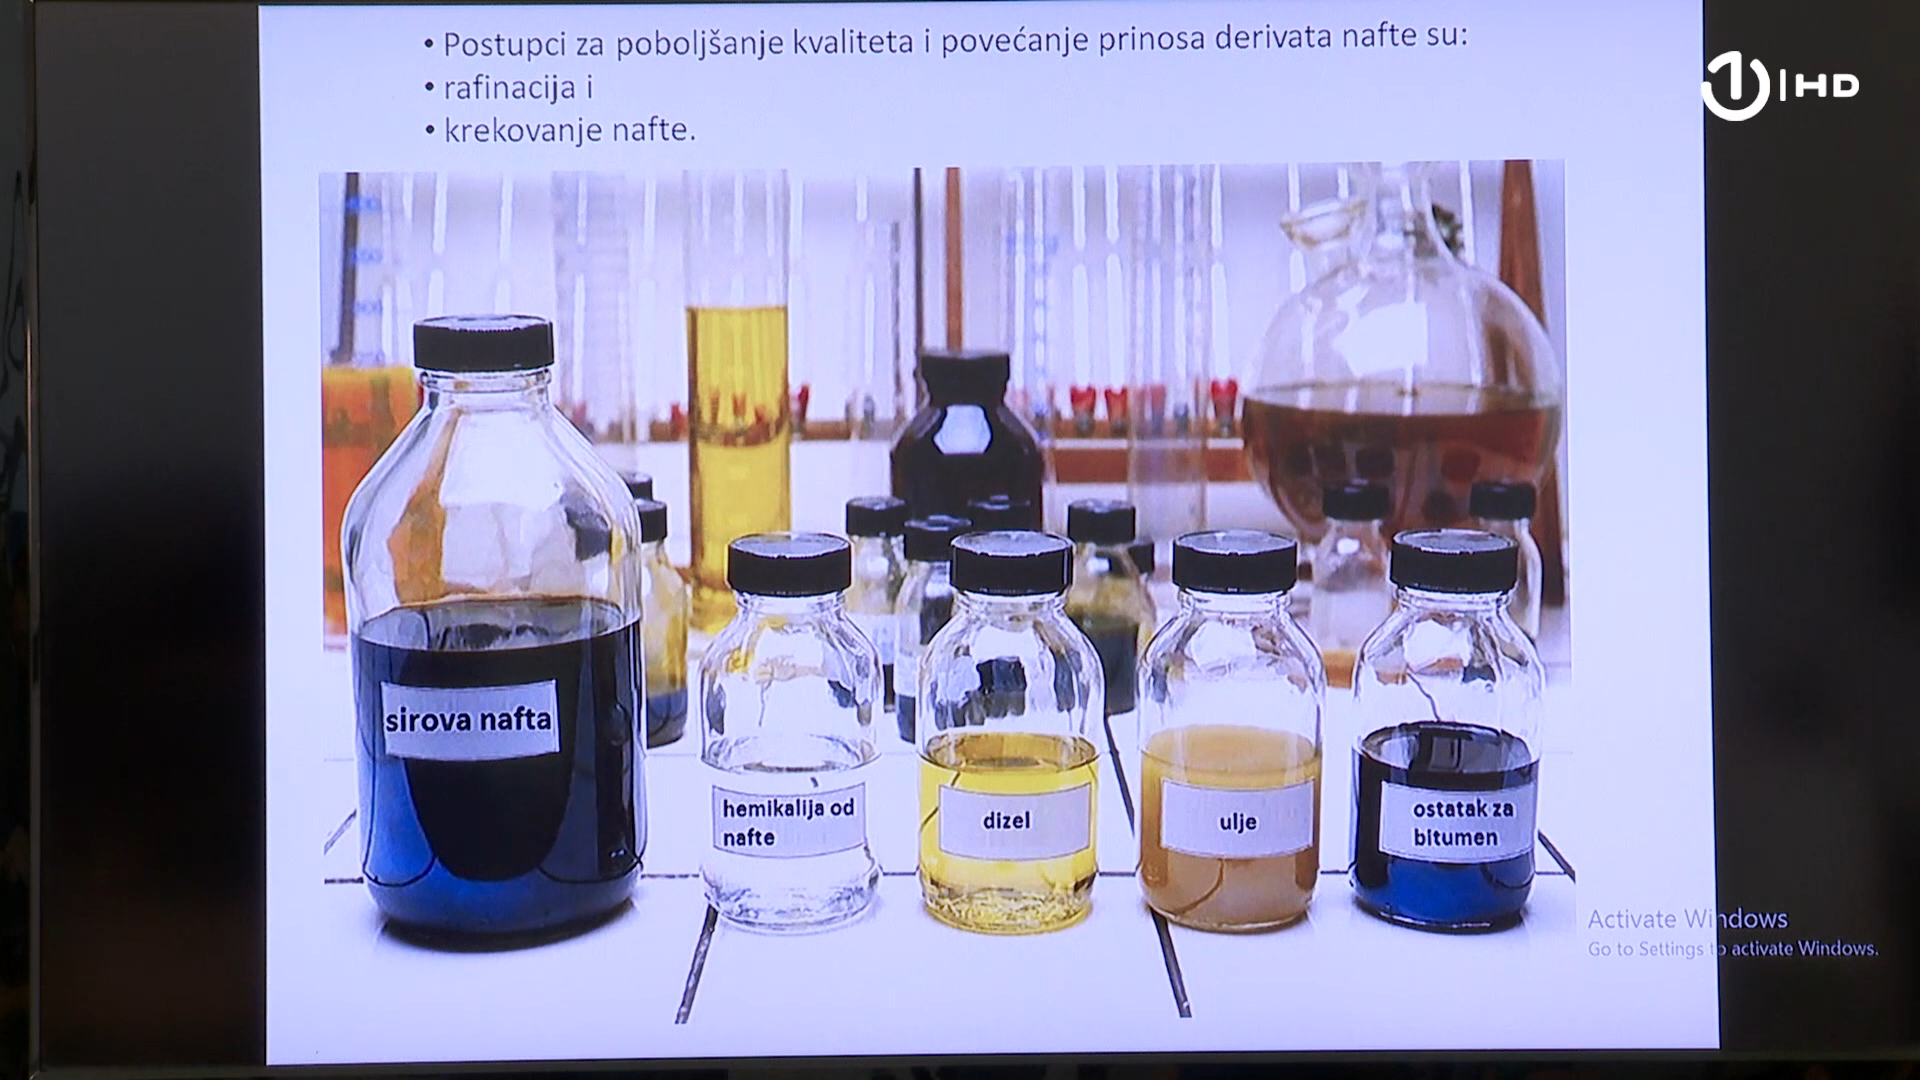 • Postupci za poboljšanje kvaliteta i povećanje prinosa derivata nafte su:
• rafinacija i
• krekovanje nafte.
1 | HD
sirova nafta
hemikalija od
nafte
dizel
ulje
ostatak za
bitumen
Activate Windows
Go to Settings to activate Windows.